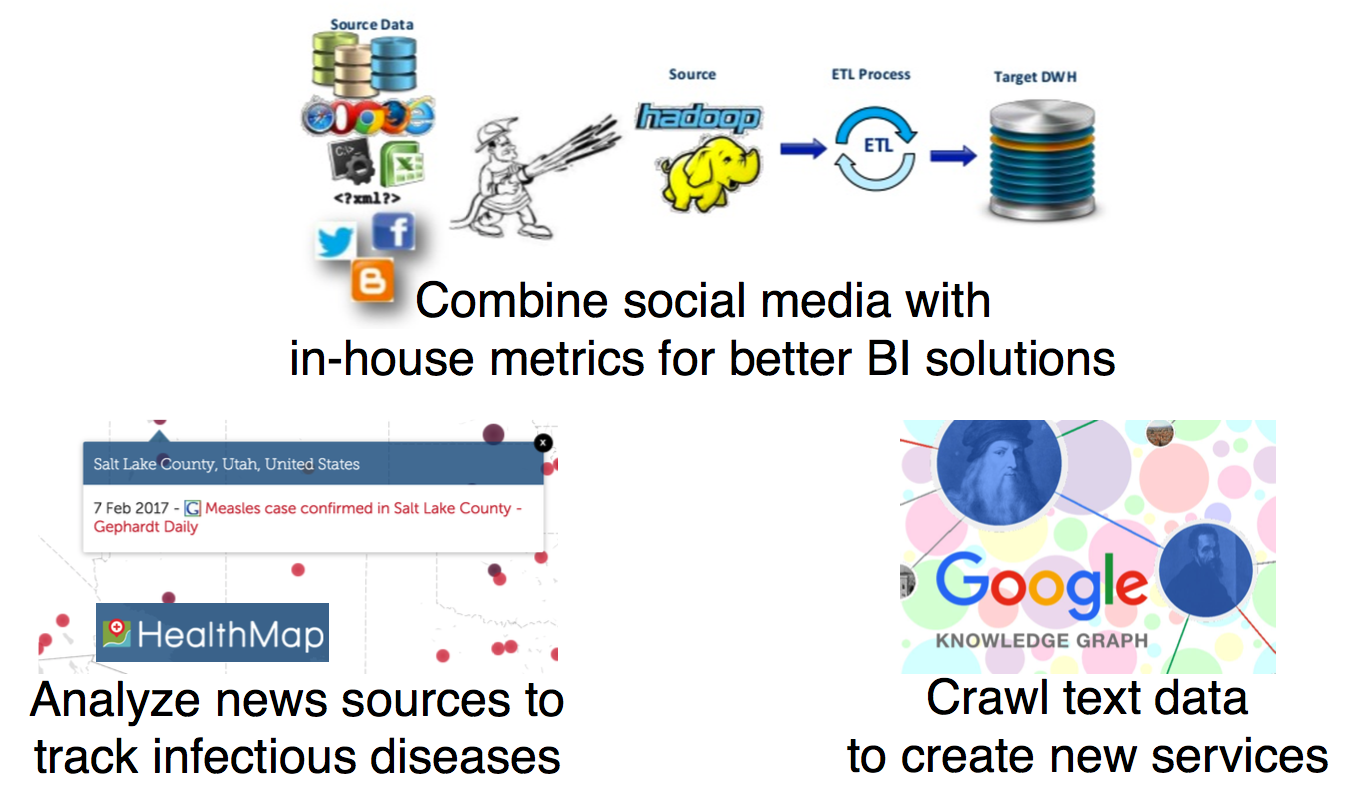 Source Data
Source
ETL Process
Target DWH
hadoop
ETL
C:\>
<?xml?>
Combine social media with
in-house metrics for better BI solutions
x
Salt Lake County, Utah, United States
7 Feb 2017 - G Measles case confirmed in Salt Lake County -
Gephardt Daily
HealthMap
Analyze news sources to
track infectious diseases
Google
KNOWLEDGE GRAPH
Crawl text data
to create new services